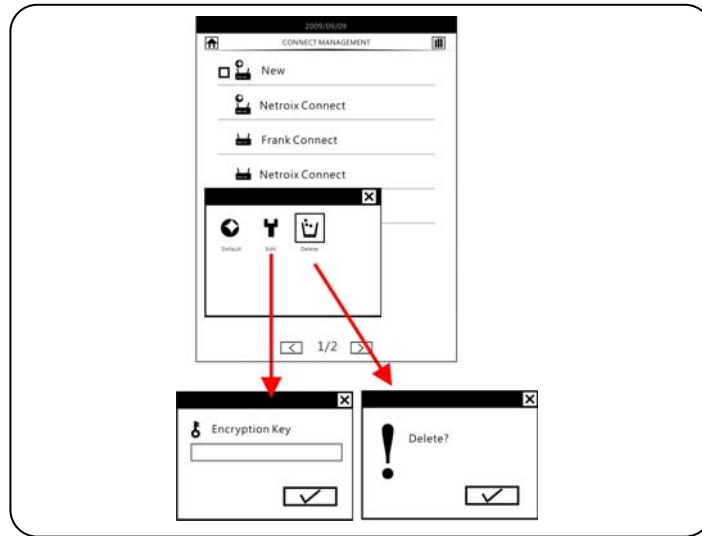 2009/09/09
CONNECT MANAGEMENT
New
Netroix Connect
Frank Connect
Netroix Connect
Default Edit Delete
1/2
Encryption Key
Delete?